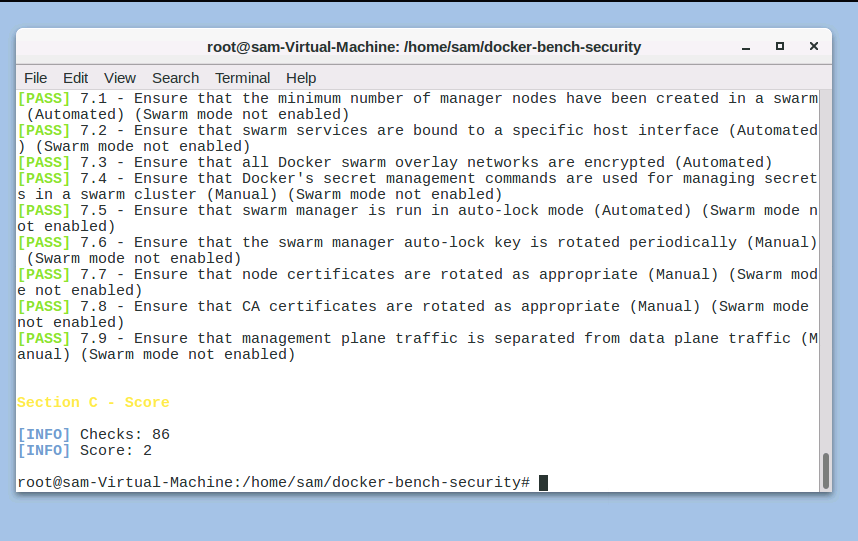 root@sam-Virtual-Machine: /home/sam/docker-bench-security
File Edit View Search Terminal Help
[PASS] 7.1 - Ensure that the minimum number of manager nodes have been created in a swarm
 (Automated) (Swarm mode not enabled)
[PASS] 7.2 - Ensure that swarm services are bound to a specific host interface (Automated
) (Swarm mode not enabled)
[PASS] 7.3 - Ensure that all Docker swarm overlay networks are encrypted (Automated)
[PASS] 7.4 - Ensure that Docker's secret management commands are used for managing secret
s in a swarm cluster (Manual) (Swarm mode not enabled)
[PASS] 7.5 - Ensure that swarm manager is run in auto-lock mode (Automated) (Swarm mode n
ot enabled)
[PASS] 7.6 - Ensure that the swarm manager auto-lock key is rotated periodically (Manual)
 (Swarm mode not enabled)
[PASS] 7.7 - Ensure that node certificates are rotated as appropriate (Manual) (Swarm mod
e not enabled)
[PASS] 7.8 - Ensure that CA certificates are rotated as appropriate (Manual) (Swarm mode
not enabled)
[PASS] 7.9 - Ensure that management plane traffic is separated from data plane traffic (M
anual) (Swarm mode not enabled)
Section C - Score
[INFO] Checks: 86
[INFO] Score: 2
root@sam-Virtual-Machine:/home/sam/docker-bench-security#